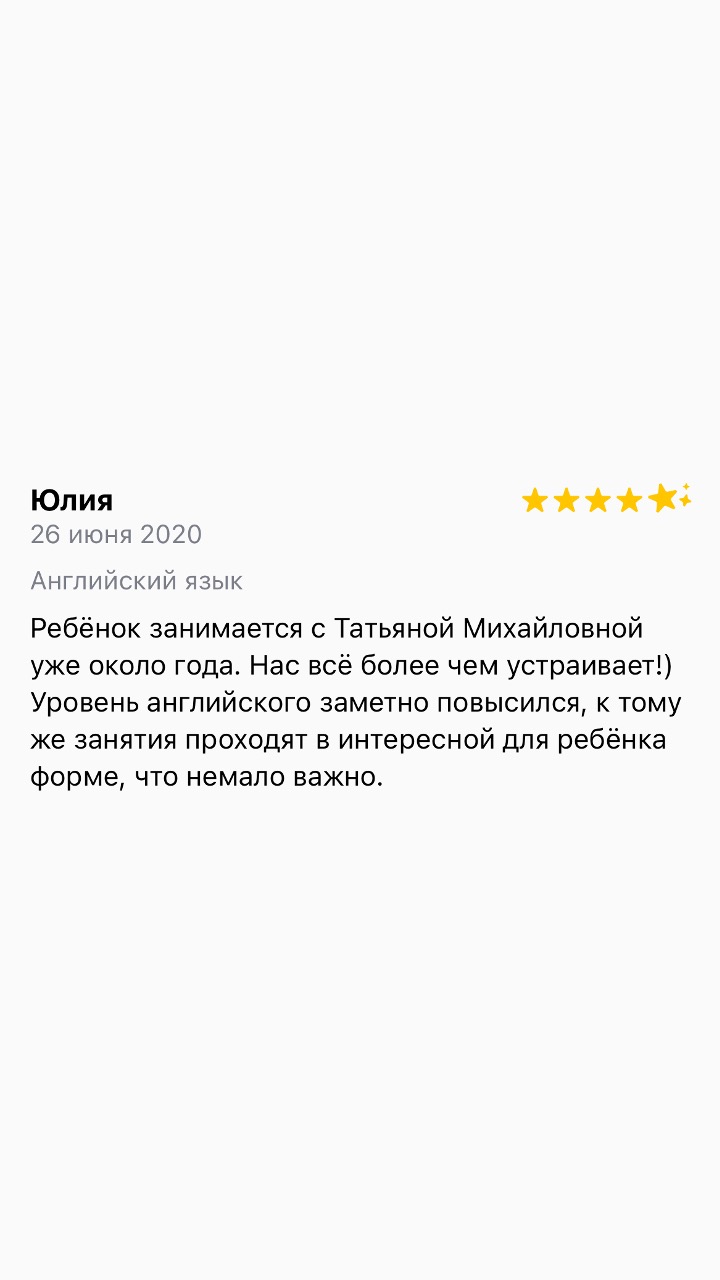 Юлия
26 июня 2020
Английский язык
Ребёнок занимается с Татьяной Михайловной
уже около года. Нас всё более чем устраивает!)
Уровень английского заметно повысился, к тому
же занятия проходят в интересной для ребёнка
форме, что немало важно.